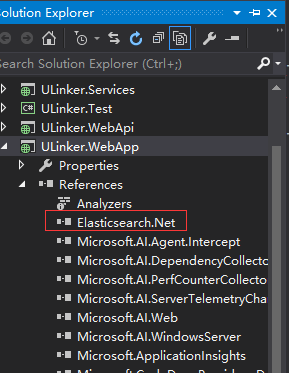 Solution Explorer
Search Solution Explorer (Ctrl+;)
ULinker.Services
ULinker.Test
ULinker.WebApi
ULinker.WebApp
Properties
References
Analyzers
Elasticsearch.Net
Microsoft.AI.Agent.Intercept
Microsoft.AI.DependencyCollecto
Microsoft.AI.PerfCounterCollecto
Microsoft.AI.ServerTelemetryCha
Microsoft.AI.Web
Microsoft.AI.WindowsServer
Microsoft.ApplicationInsights